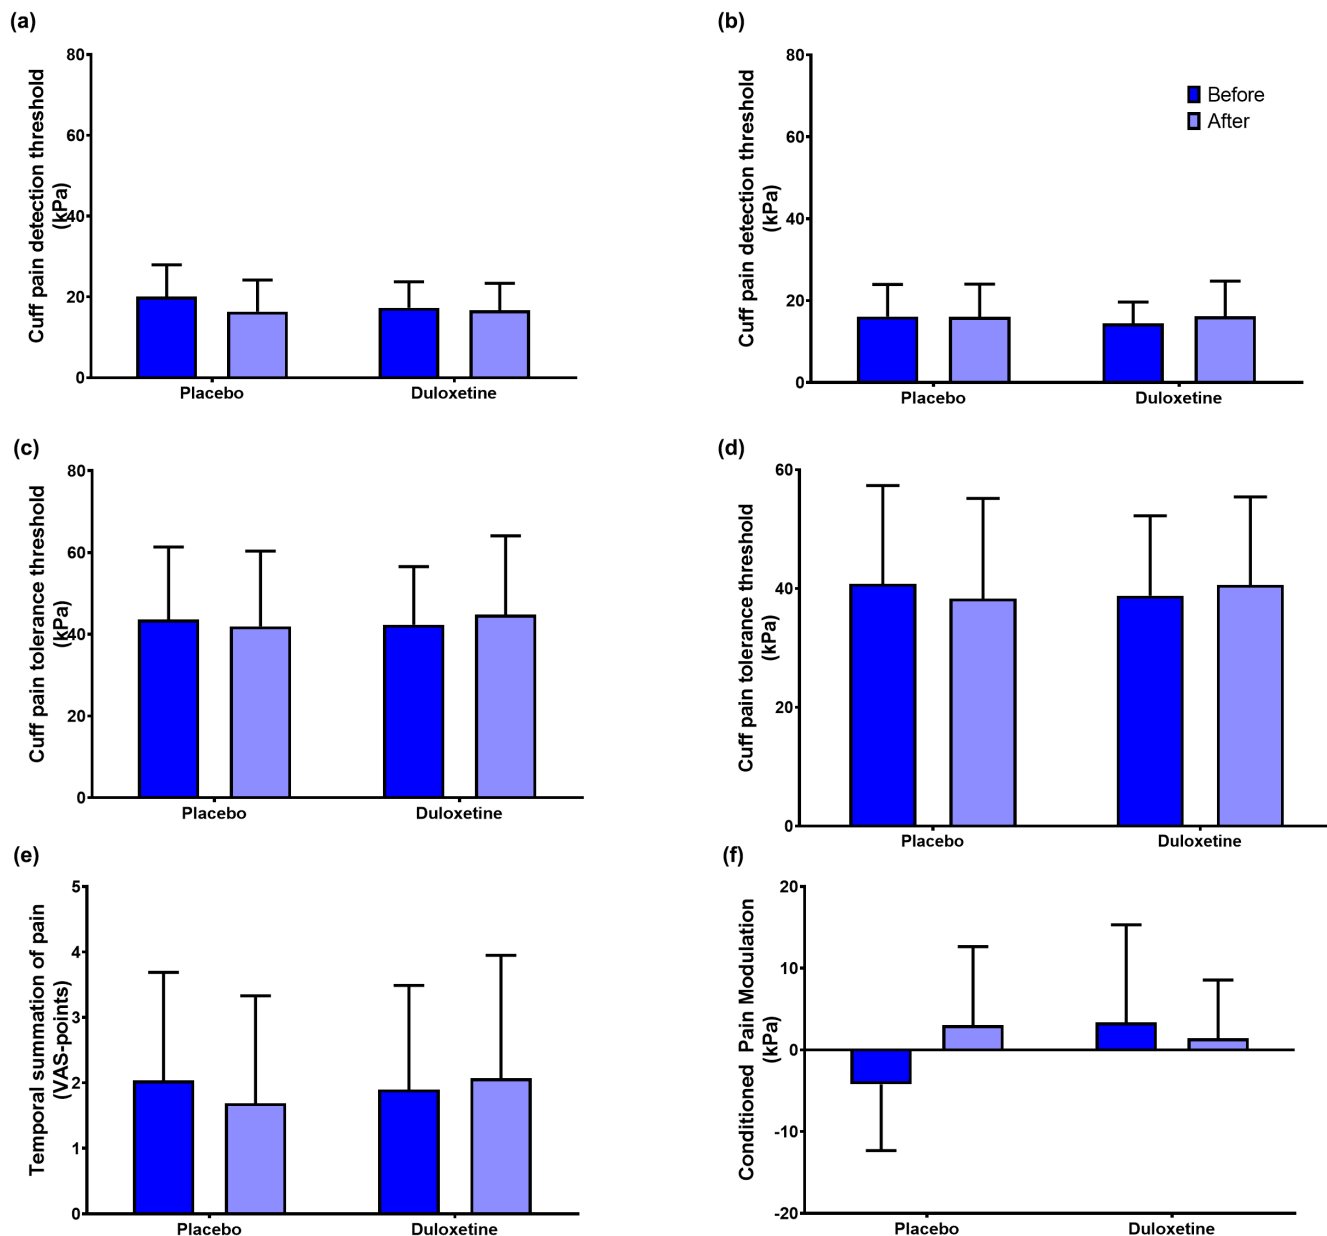 (a)
Cuff pain detection threshold
(kPa)
80
60
40
20
0
Placebo
Duloxetine
(b)
Cuff pain detection threshold
(kPa)
80
60
40
20
0
Placebo
Duloxetine
Before
After
(c)
Cuff pain tolerance threshold
(kPa)
80
60
40
20
0
Placebo
Duloxetine
(d)
Cuff pain tolerance threshold
(kPa)
60
40
20
0
Placebo
Duloxetine
(e)
Temporal summation of pain
(VAS-points)
5
4
3
2
1
0
Placebo
Duloxetine
(f)
Conditioned Pain Modulation
(kPa)
20
10
0
-10
-20
Placebo
Duloxetine